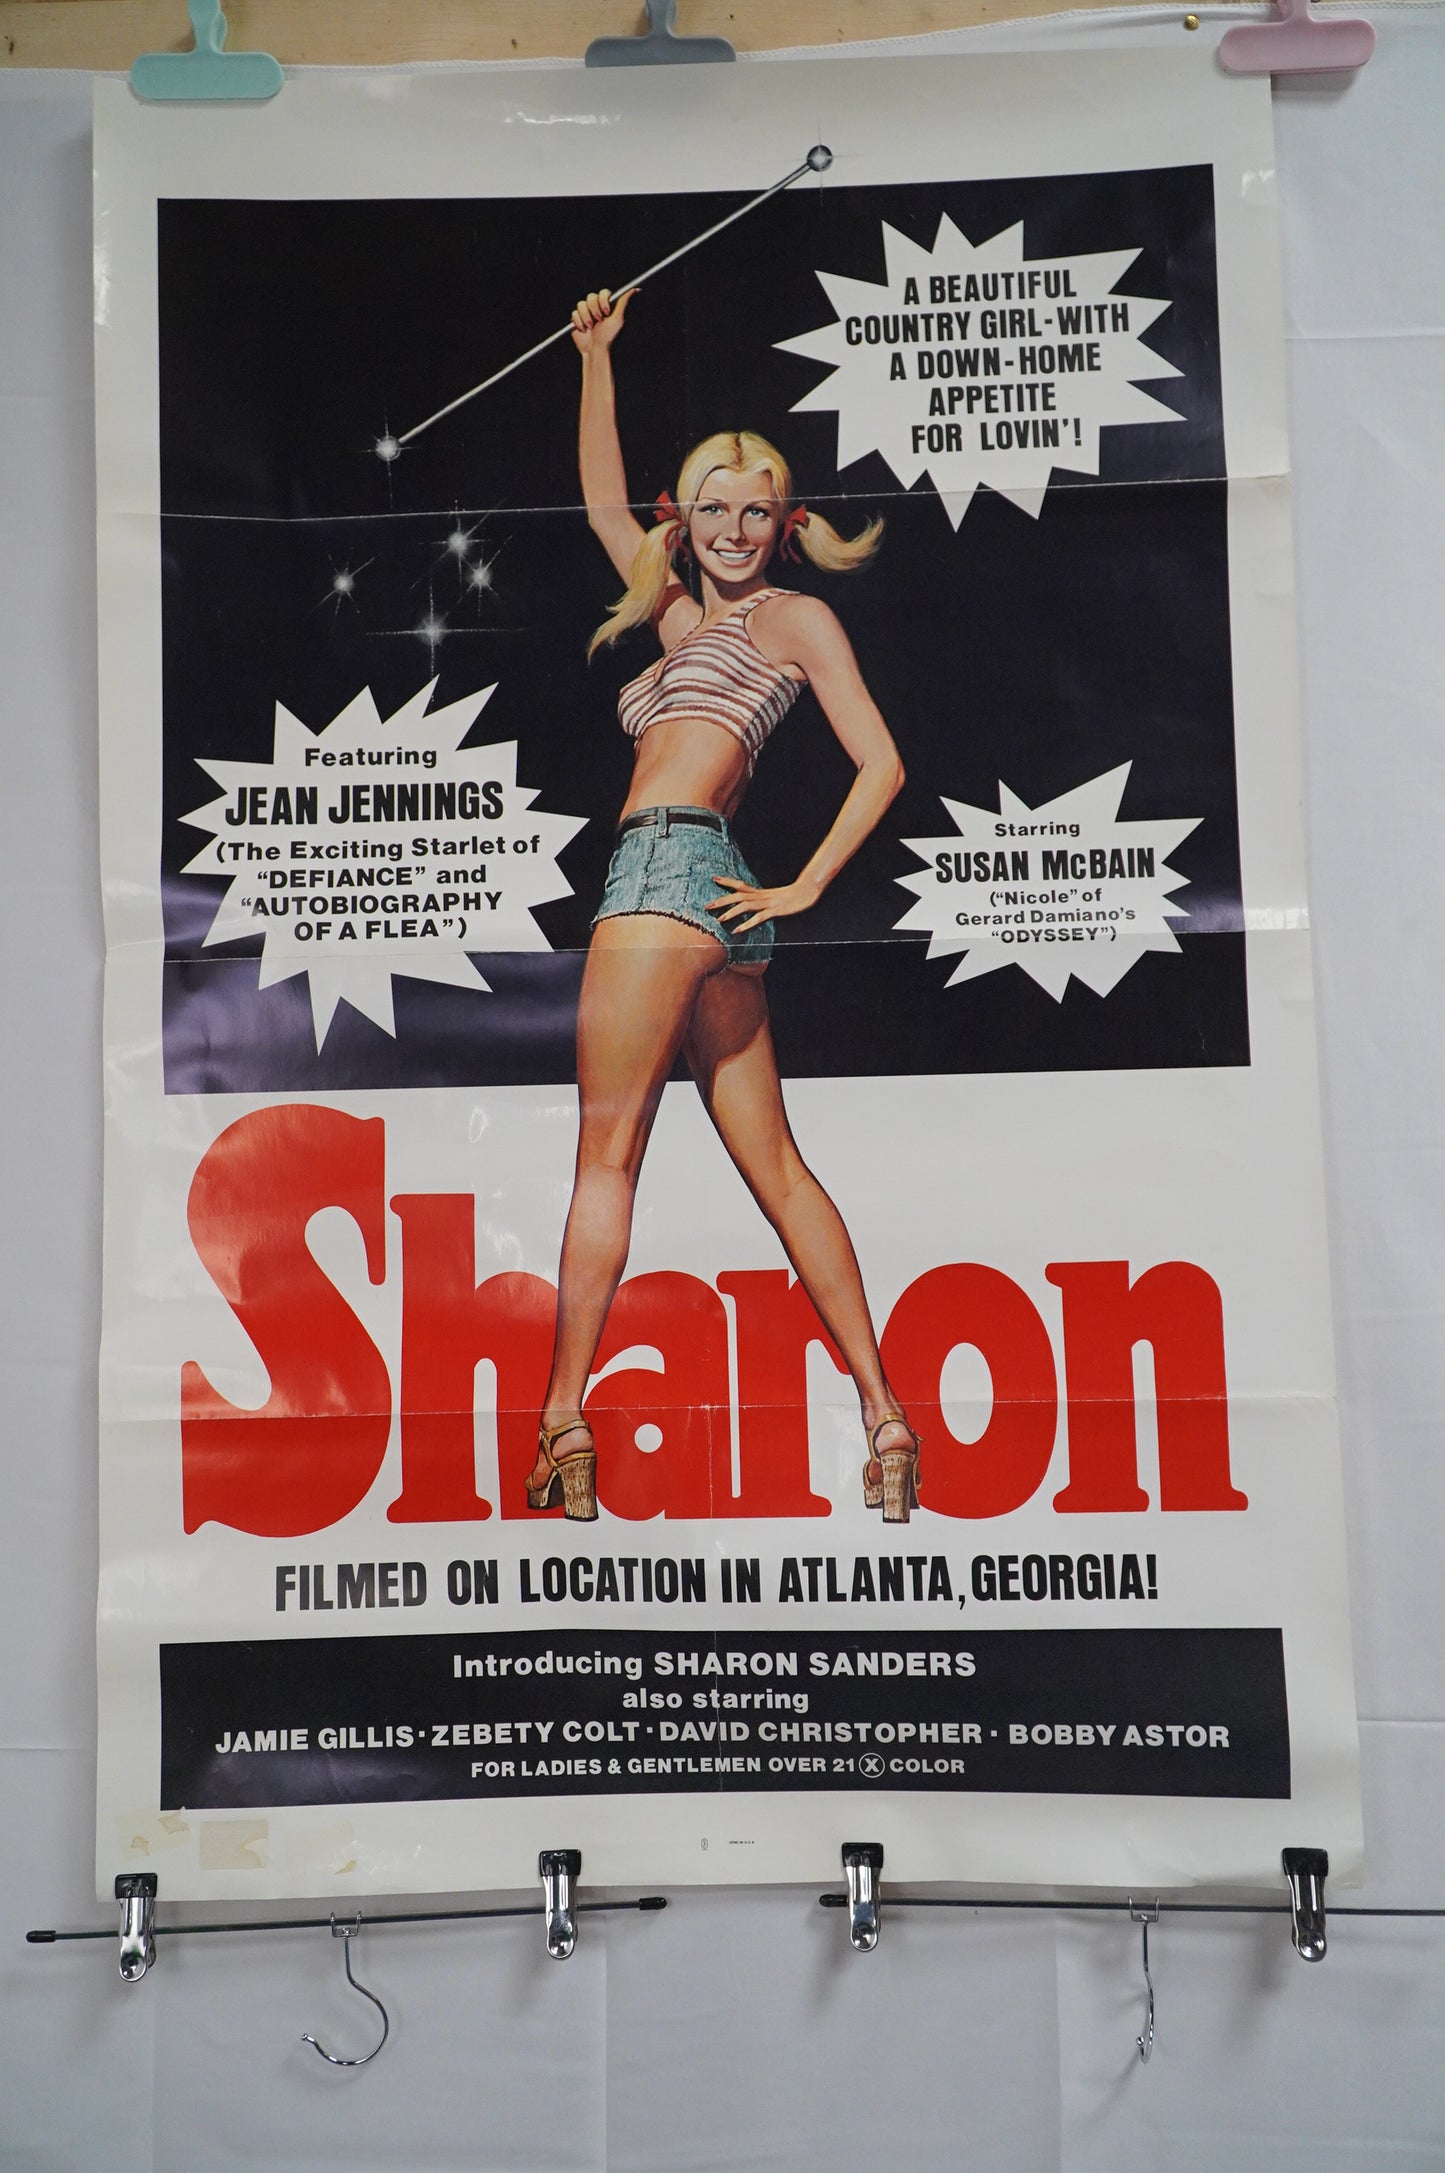 A BEAUTIFUL
COUNTRY GIRL-WITH
A DOWN-HOME
APPETITE
FOR LOVIN'!
Featuring
JEAN JENNINGS
(The Exciting Starlet of
“DEFIANCE” and
“AUTOBIOGRAPHY
OF A FLEA”)
Starring
SUSAN McBAIN
(“Nicole” of
Gerard Damiano's
“ODYSSEY”)
Sharon
FILMED ON LOCATION IN ATLANTA, GEORGIA!
Introducing SHARON SANDERS
also starring
JAMIE GILLIS · ZEBETY COLT · DAVID CHRISTOPHER · BOBBY ASTOR
FOR LADIES & GENTLEMEN OVER 21 X COLOR
LITHO IN U.S.A.